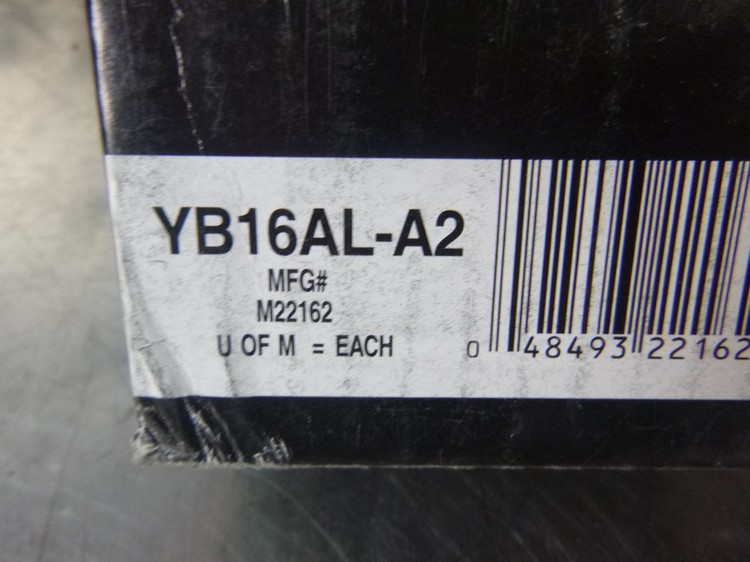 YB16AL-A2
MFG#
M22162
U OF M = EACH
0 48493 22162